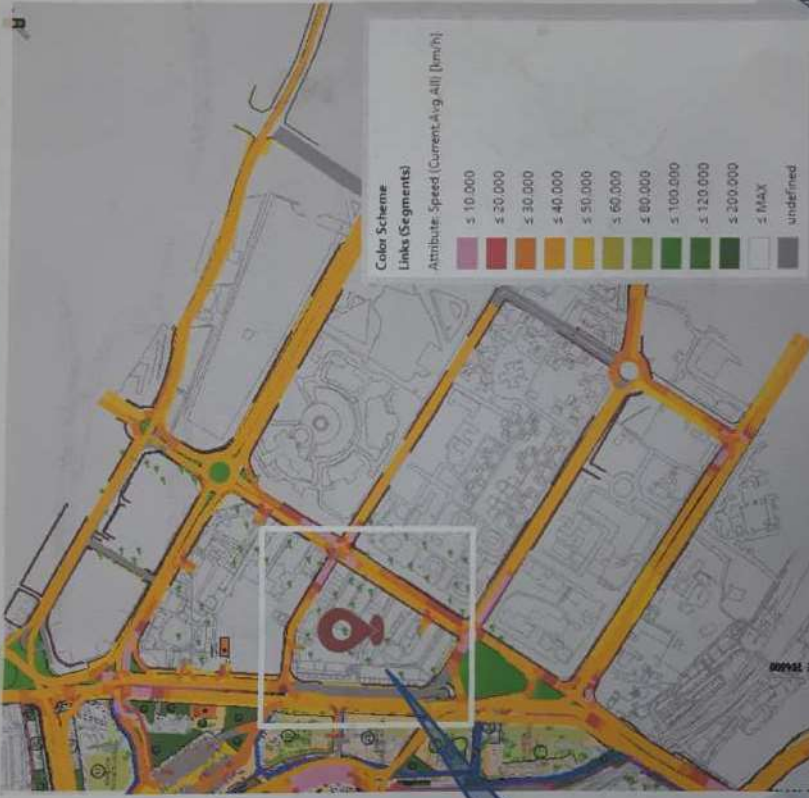 Color Scheme
Links (Segments)
Attribute: Speed (Current,Avg,All) [km/h]
≤ 10.000
≤ 20.000
≤ 30.000
≤ 40.000
≤ 50.000
≤ 60.000
≤ 80.000
≤ 100.000
≤ 120.000
≤ 200.000
≤ MAX
undefined